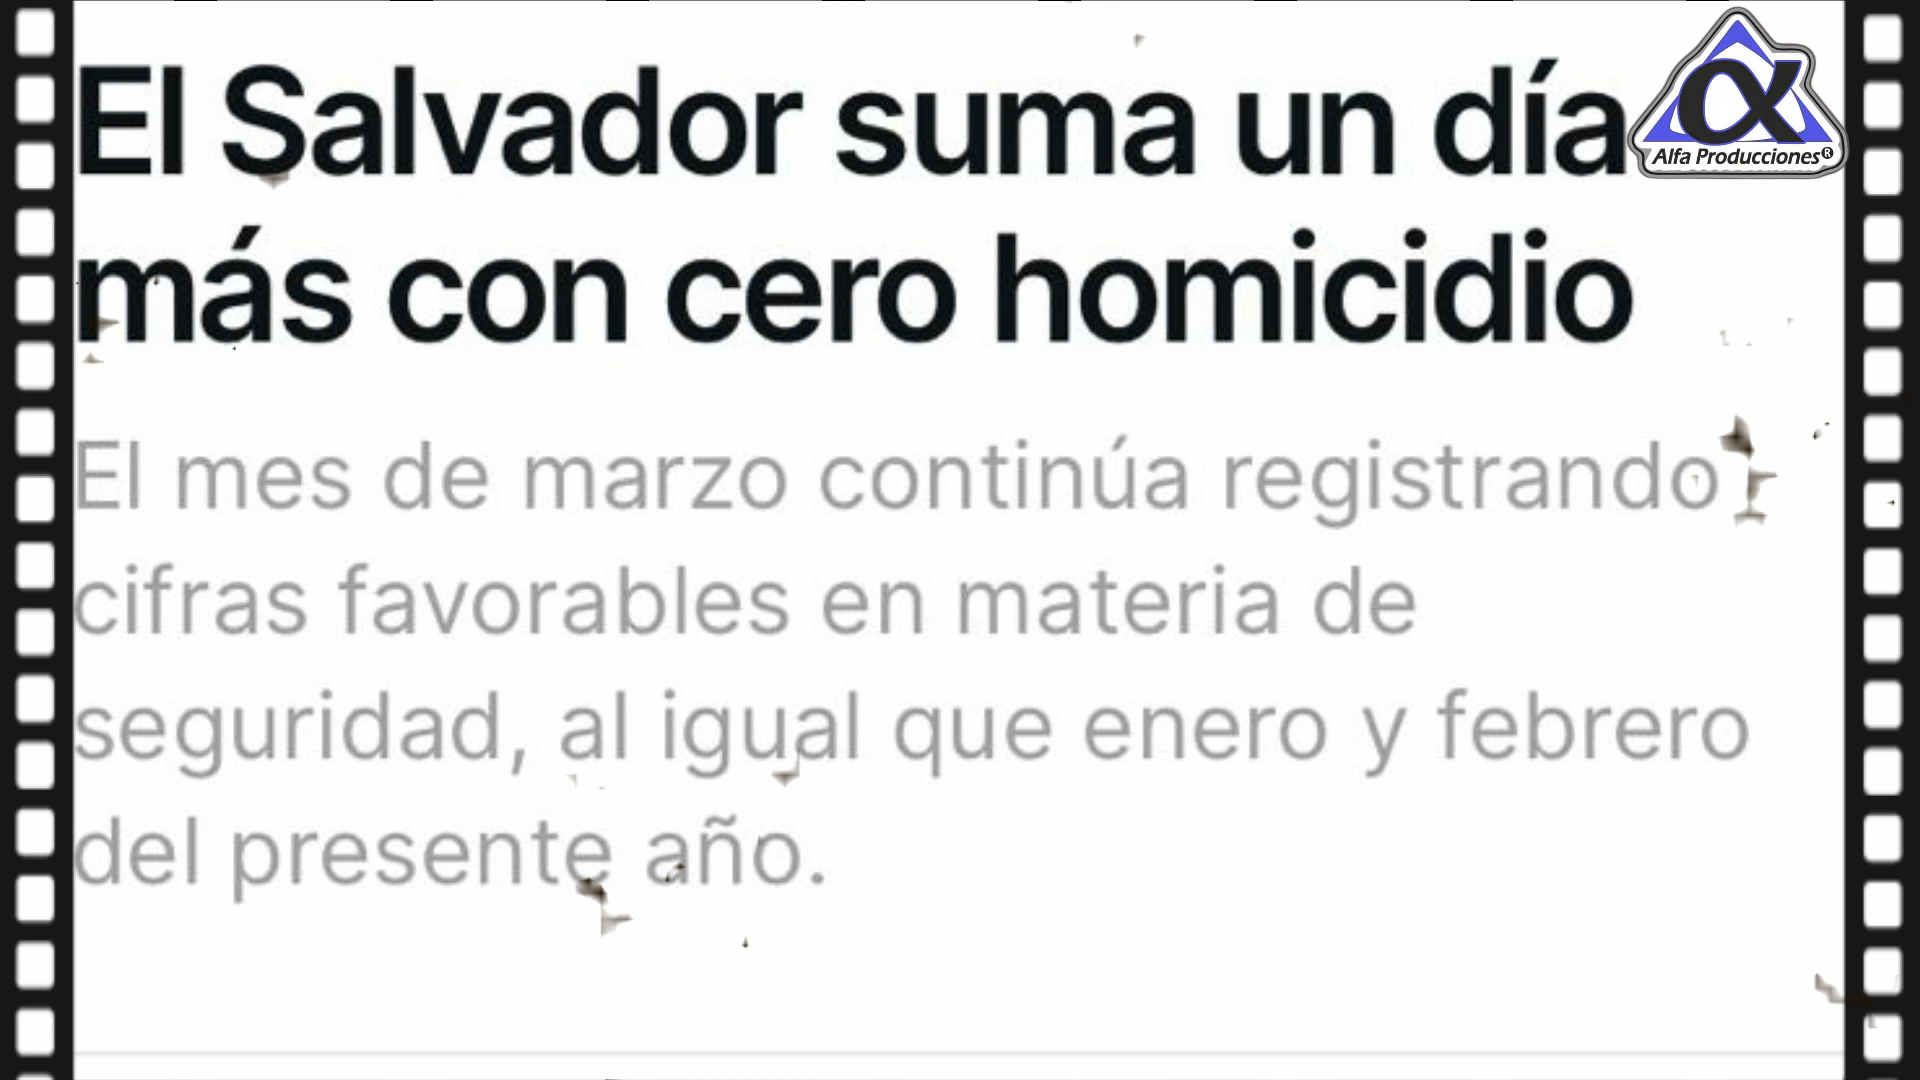 El Salvador suma un día
más con cero homicidio
El mes de marzo continúa registrando
cifras favorables en materia de
seguridad, al igual que enero y febrero
del presente año.
α
Alfa Producciones®